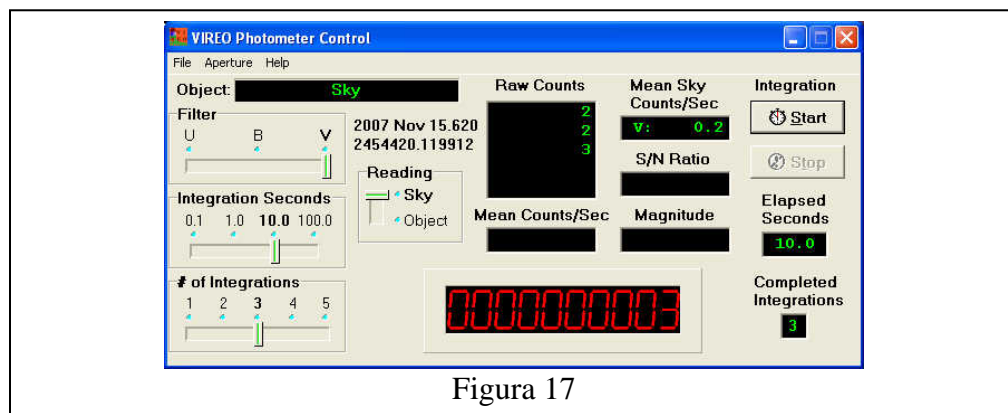 VIREO Photometer Control
File Aperture Help
Object: Sky
Filter
U B V
2007 Nov 15.620
2454420.119912
Reading
Sky
Object
Integration Seconds
0.1 1.0 10.0 100.0
# of Integrations
1 2 3 4 5
Raw Counts
2
2
3
Mean Counts/Sec
Mean Sky
Counts/Sec
V: 0.2
S/N Ratio
Magnitude
0000000003
Integration
Start
Stop
Elapsed
Seconds
10.0
Completed
Integrations
3
Figura 17